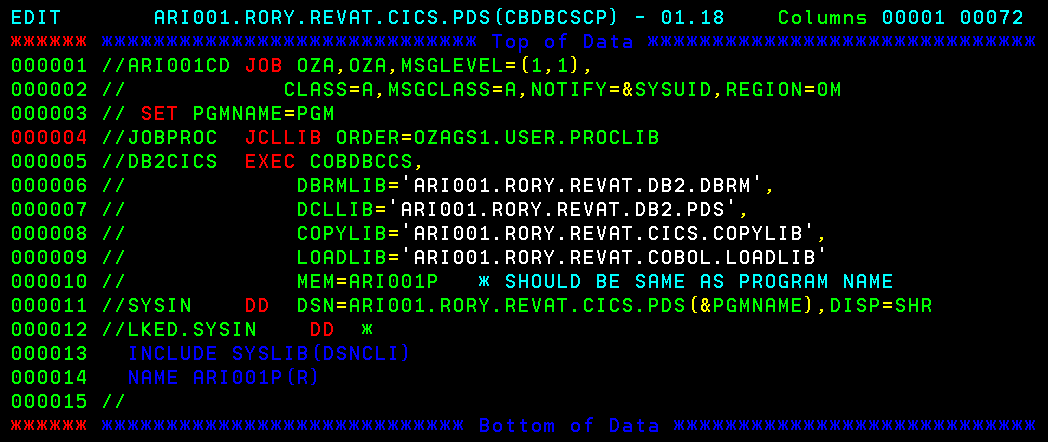 EDIT       ARI001.RORY.REVAT.CICS.PDS(CBDBCSCP) - 01.18    Columns 00001 00072
****** ***************************** Top of Data ******************************
000001 //ARI001CD JOB OZA,OZA,MSGLEVEL=(1,1),
000002 //            CLASS=A,MSGCLASS=A,NOTIFY=&SYSUID,REGION=0M
000003 // SET PGMNAME=PGM
000004 //JOBPROC  JCLLIB ORDER=OZAGS1.USER.PROCLIB
000005 //DB2CICS  EXEC COBDBCCS,
000006 //             DBRMLIB='ARI001.RORY.REVAT.DB2.DBRM',
000007 //             DCLLIB='ARI001.RORY.REVAT.DB2.PDS',
000008 //             COPYLIB='ARI001.RORY.REVAT.CICS.COPYLIB',
000009 //             LOADLIB='ARI001.RORY.REVAT.COBOL.LOADLIB'
000010 //             MEM=ARI001P   * SHOULD BE SAME AS PROGRAM NAME
000011 //SYSIN    DD  DSN=ARI001.RORY.REVAT.CICS.PDS(&PGMNAME),DISP=SHR
000012 //LKED.SYSIN    DD  *
000013   INCLUDE SYSLIB(DSNCLI)
000014   NAME ARI001P(R)
000015 //
****** **************************** Bottom of Data ****************************